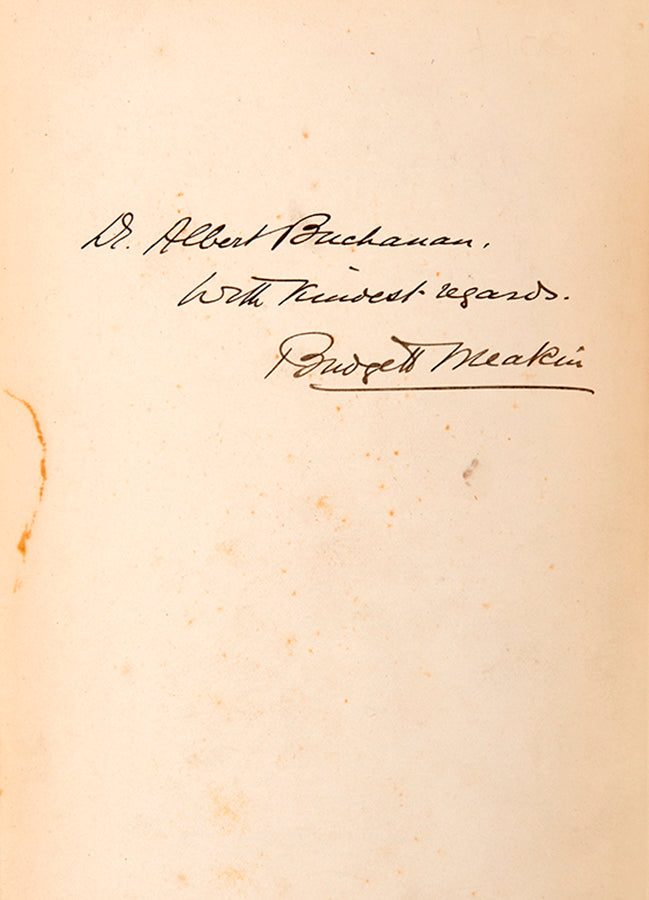 Dr. Albert Buchanan.
With Kindest regards.
Budgett Meakin